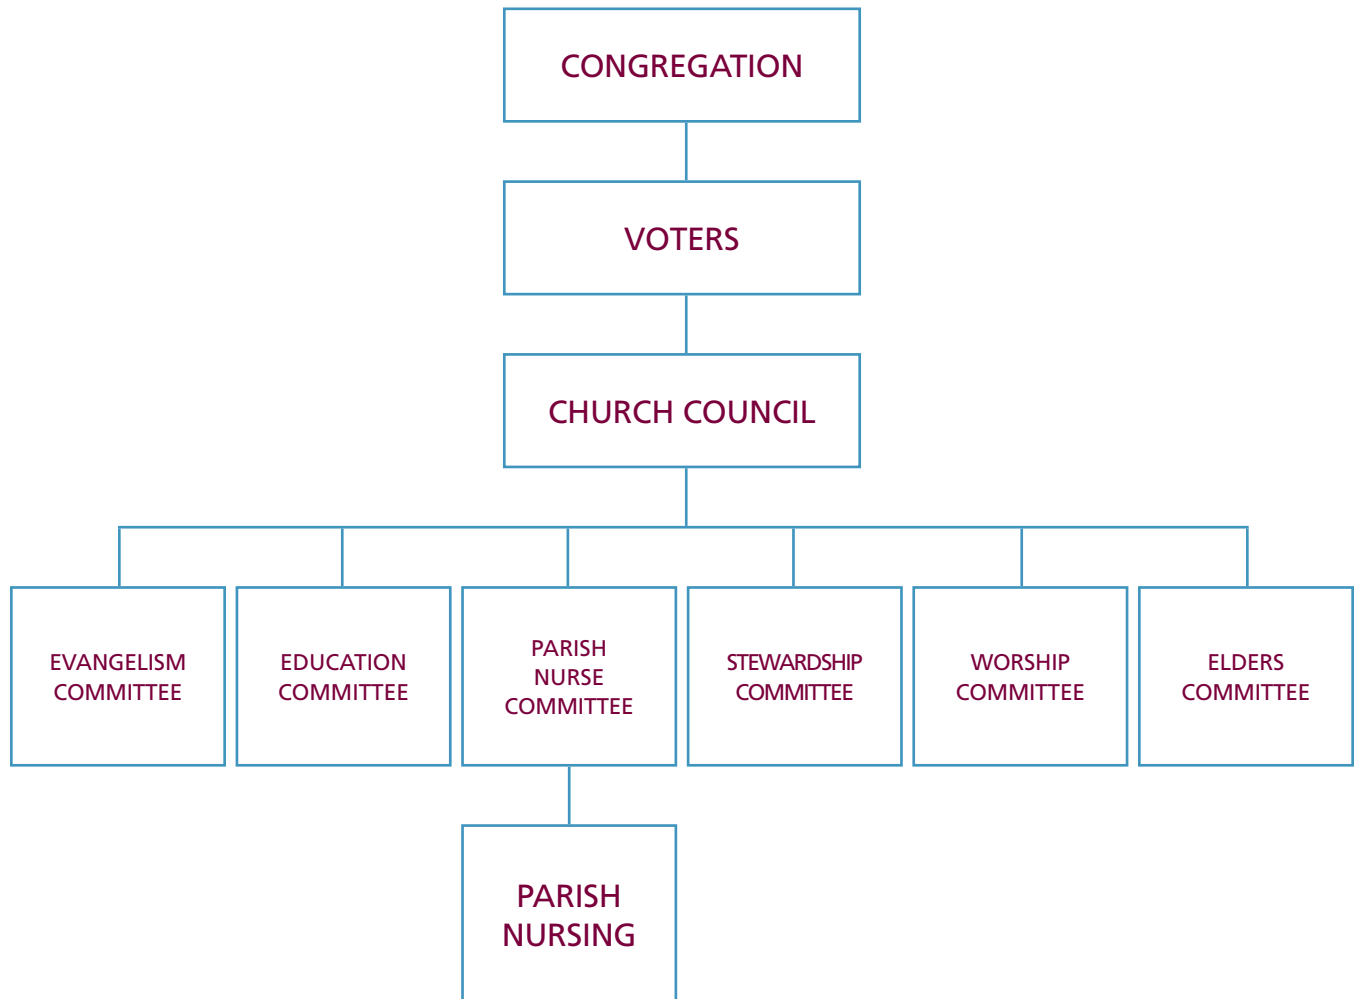 CONGREGATION
VOTERS
CHURCH COUNCIL
EVANGELISM
COMMITTEE
EDUCATION
COMMITTEE
PARISH
NURSE
COMMITTEE
STEWARDSHIP
COMMITTEE
WORSHIP
COMMITTEE
ELDERS
COMMITTEE
PARISH
NURSING